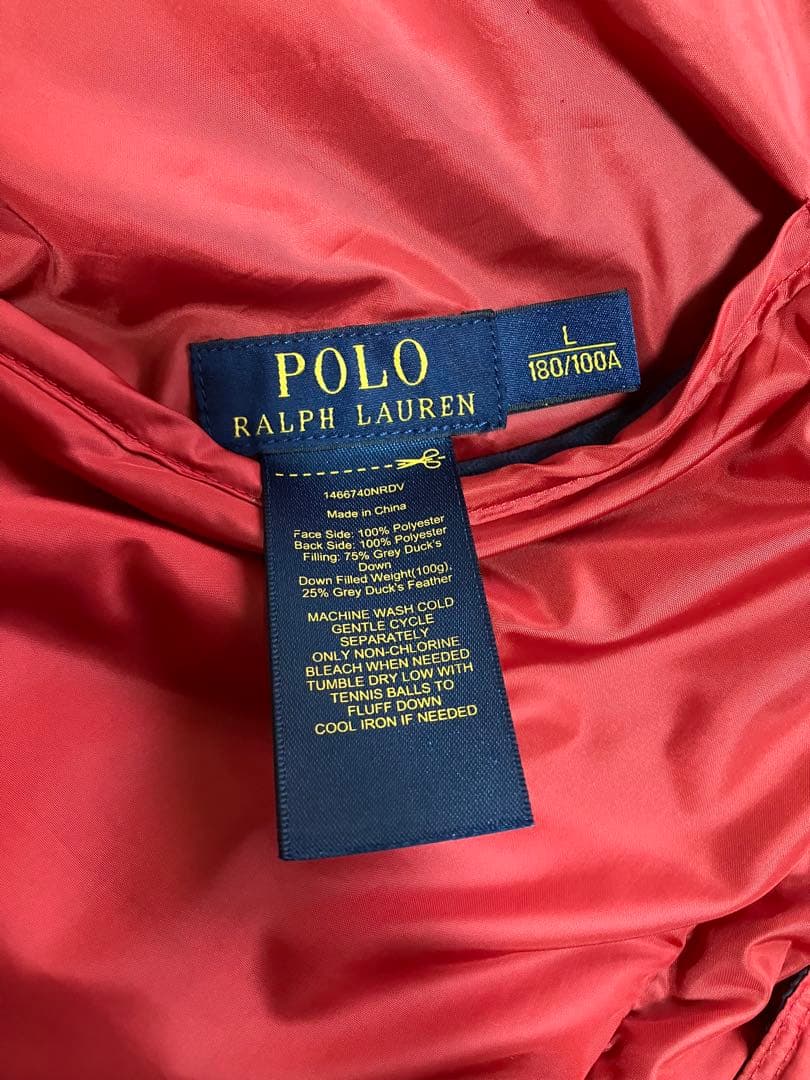 POLO
RALPH LAUREN
L
180/100A
1466740NRDV
Made in China
Face Side: 100% Polyester
Back Side: 100% Polyester
Filling: 75% Grey Duck's
Down
Down Filled Weight(100g),
25% Grey Duck's Feather
MACHINE WASH COLD
GENTLE CYCLE
SEPARATELY
ONLY NON-CHLORINE
BLEACH WHEN NEEDED
TUMBLE DRY LOW WITH
TENNIS BALLS TO
FLUFF DOWN
COOL IRON IF NEEDED